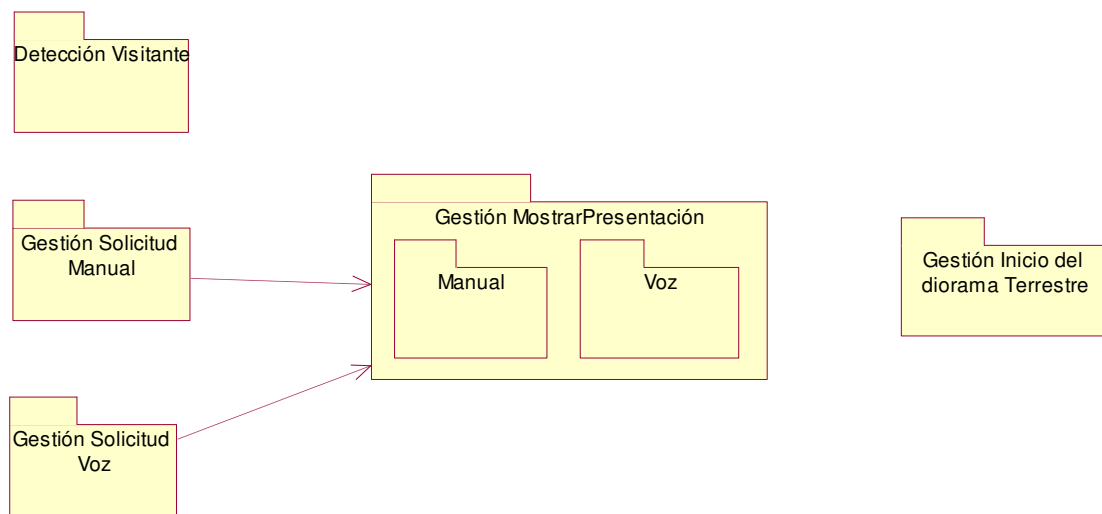 Detección Visitante
Gestión MostrarPresentación
Gestión Solicitud
Manual
Manual
Voz
Gestión Inicio del
diorama Terrestre
Gestión Solicitud
Voz